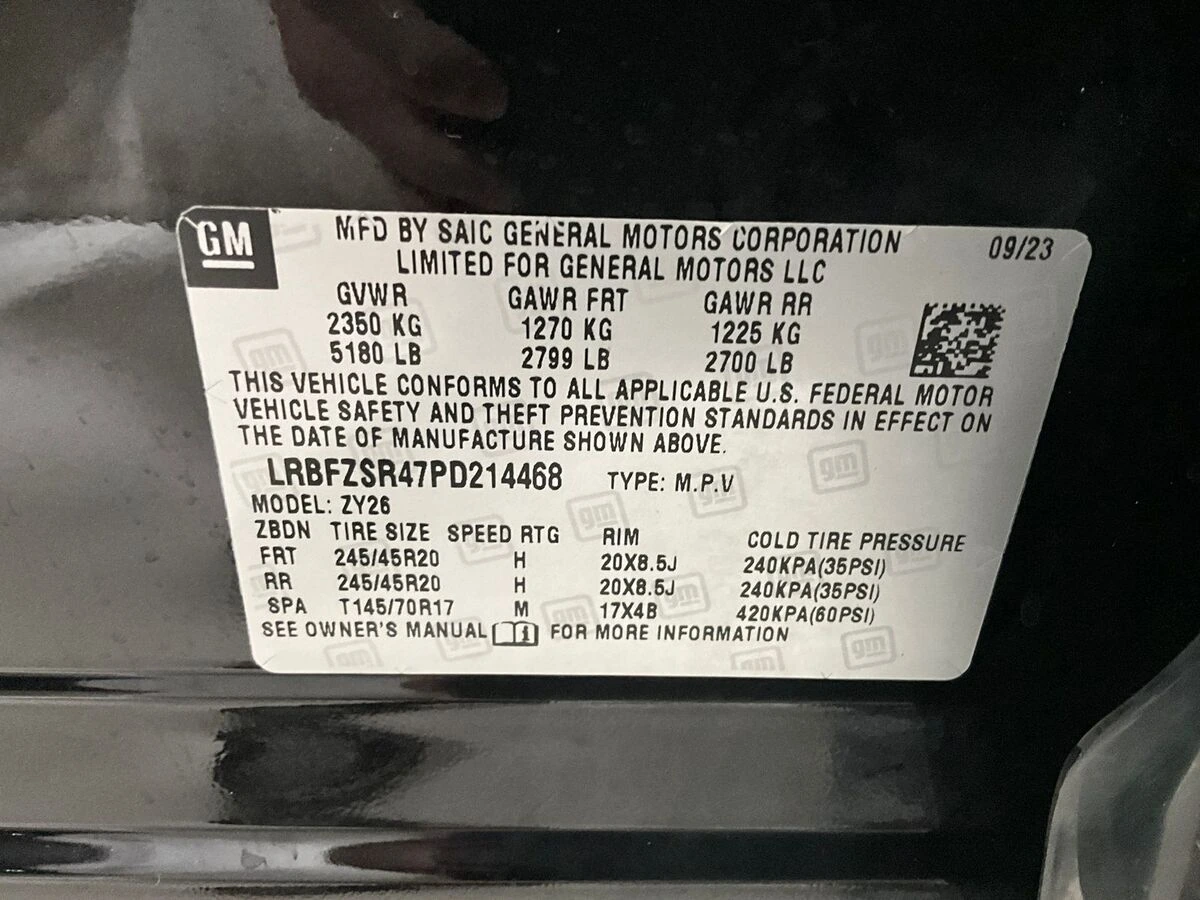 GM
MFD BY SAIC GENERAL MOTORS CORPORATION 09/23
LIMITED FOR GENERAL MOTORS LLC
GVWR GAWR FRT GAWR RR
2350 KG 1270 KG 1225 KG
5180 LB 2799 LB 2700 LB
THIS VEHICLE CONFORMS TO ALL APPLICABLE U.S. FEDERAL MOTOR
VEHICLE SAFETY AND THEFT PREVENTION STANDARDS IN EFFECT ON
THE DATE OF MANUFACTURE SHOWN ABOVE.
LRBFZSR47PD214468 TYPE: M.P.V
MODEL: ZY26
ZBDN TIRE SIZE SPEED RTG RIM COLD TIRE PRESSURE
FRT 245/45R20 H 20X8.5J 240KPA(35PSI)
RR 245/45R20 H 20X8.5J 240KPA(35PSI)
SPA T145/70R17 M 17X4B 420KPA(60PSI)
SEE OWNER'S MANUAL FOR MORE INFORMATION